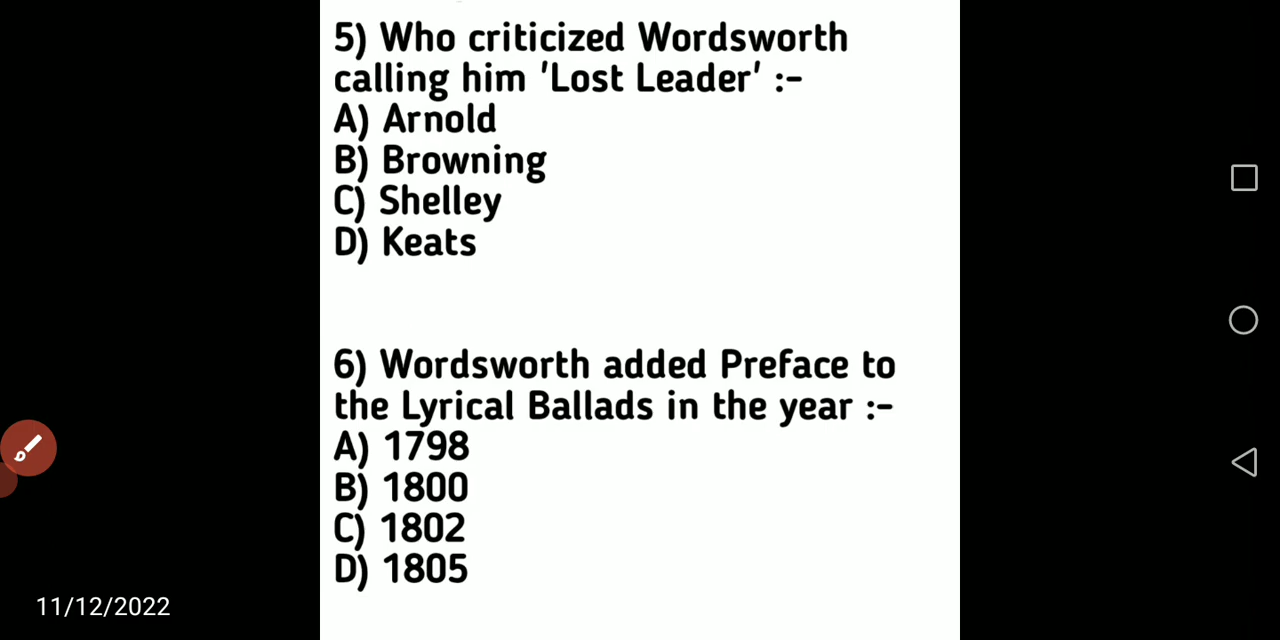 5) Who criticized Wordsworth
calling him 'Lost Leader' :-
A) Arnold
B) Browning
C) Shelley
D) Keats
6) Wordsworth added Preface to
the Lyrical Ballads in the year :-
A) 1798
B) 1800
C) 1802
D) 1805
11/12/2022